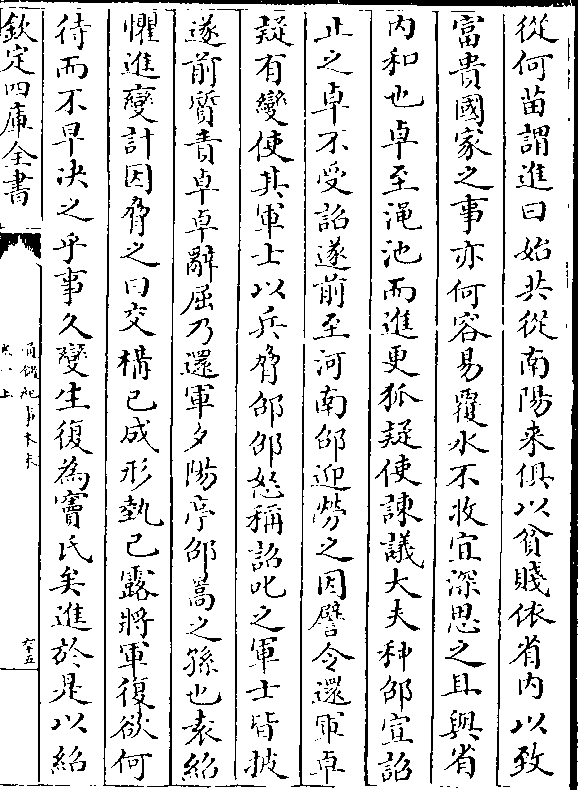 從何苗謂進曰始共從南陽来俱以貧賤依省内以致
富貴國家之事亦何容易覆水不收宜深思之且與省
内和也卓至澠池而進更狐疑使諫議大夫种邵宣詔
止之卓不受詔遂前至河南邵迎勞之因譬令還軍卓
疑有變使其軍士以兵脅邵邵怒稱詔叱之軍士皆披
遂前質責卓卓辭屈乃還軍夕陽亭邵暠之孫也袁紹
懼進變計因脅之曰交構已成形埶已露將軍復欲何
待而不早决之乎事久變生復為竇氏矣進於是以紹
欽定四庫全書
通鑑紀事本末
六十五